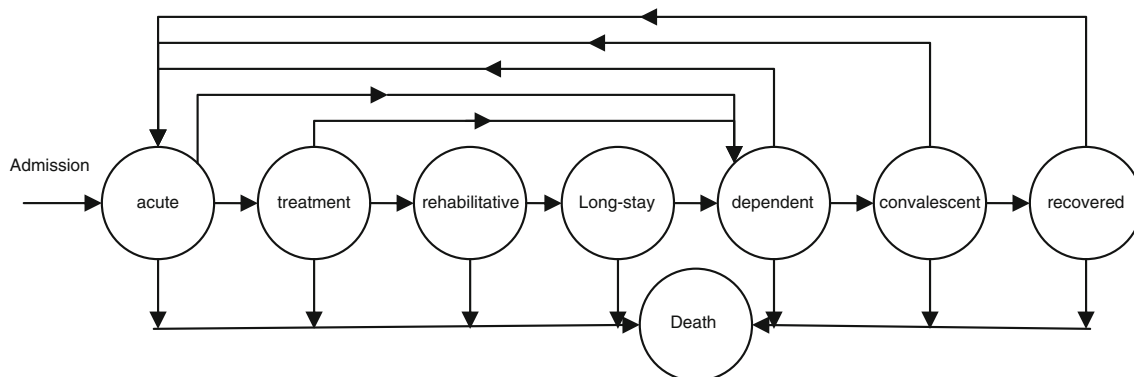 Admission
acute
treatment
rehabilitative
Long-stay
dependent
convalescent
recovered
Death